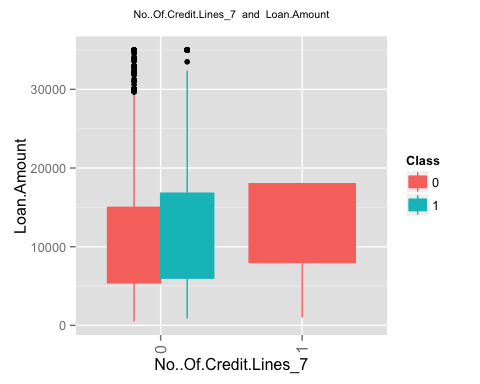 No..Of.Credit.Lines_7 and Loan.Amount
Loan.Amount
30000
20000
10000
0
0
1
No..Of.Credit.Lines_7
Class
0
1